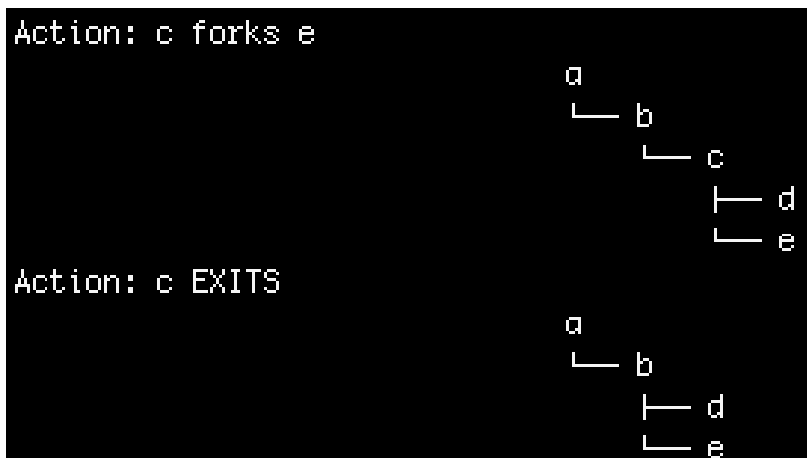 Action: c forks e
a
└── b
└── c
├── d
└── e
Action: c EXITS
a
└── b
├── d
└── e